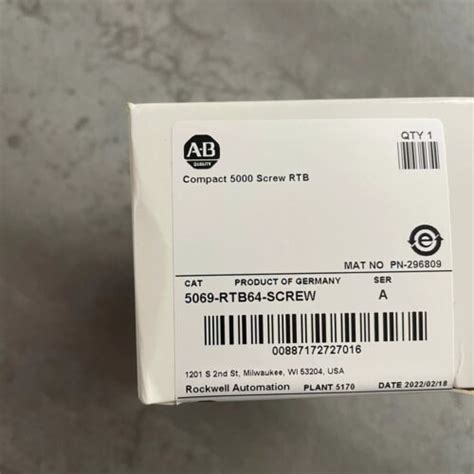 QTY 1
A-B
QUALITY
Compact 5000 Screw RTB
MAT NO PN-296809
CAT PRODUCT OF GERMANY SER
5069-RTB64-SCREW A
00887172727016
1201 S 2nd St, Milwaukee, WI 53204, USA
Rockwell Automation PLANT 5170 DATE 2022/02/18